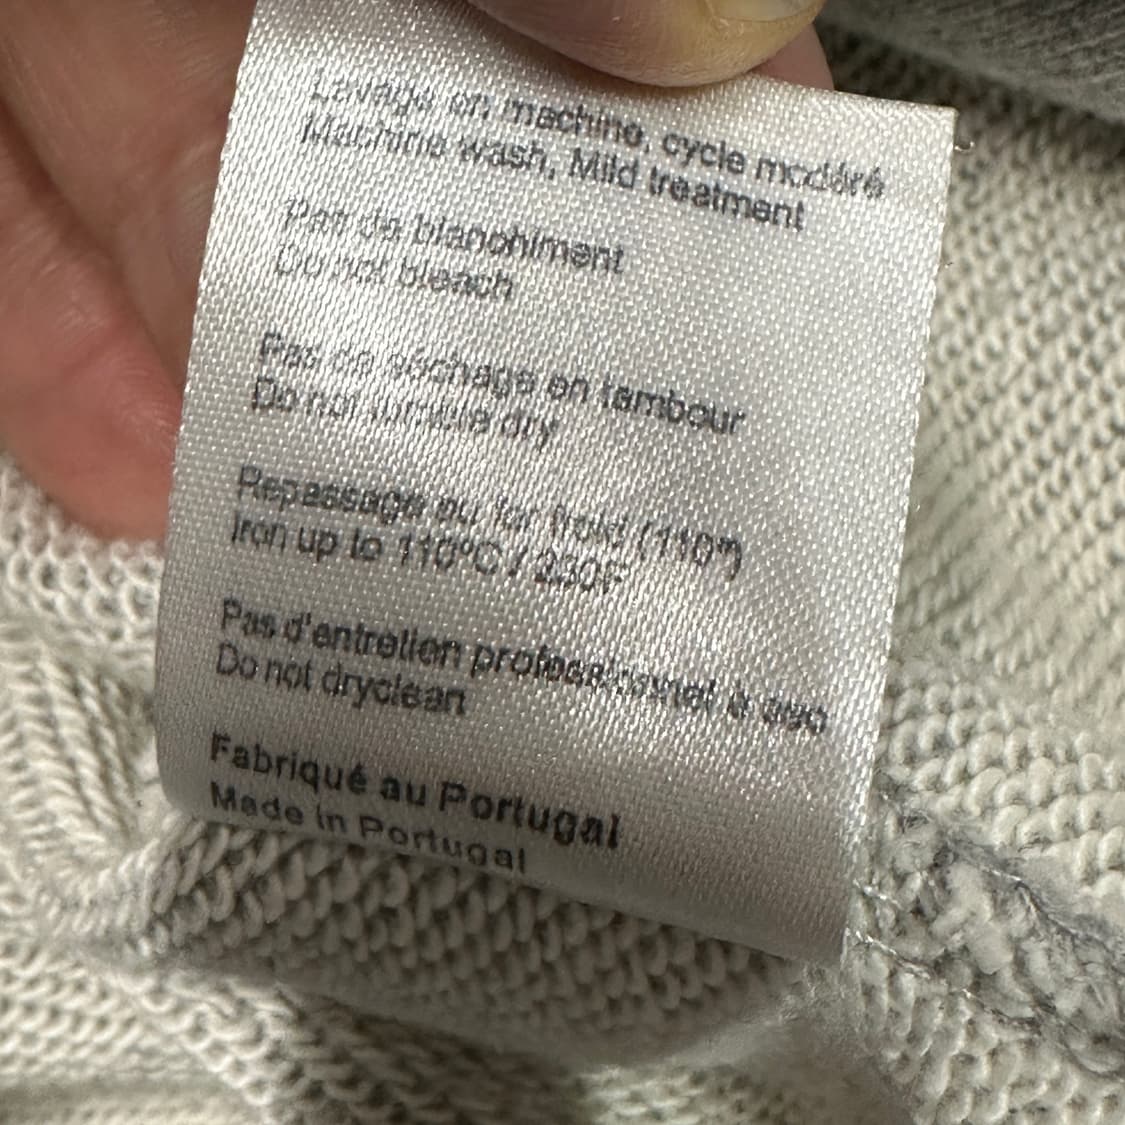 Lavage en machine, cycle modéré
Machine wash, Mild treatment
Pas de blanchiment
Do not bleach
Pas de séchage en tambour
Do not tumble dry
Repassage au fer froid (110°)
Iron up to 110°C / 230F
Pas d'entretien professionnel à sec
Do not dryclean
Fabriqué au Portugal
Made in Portugal